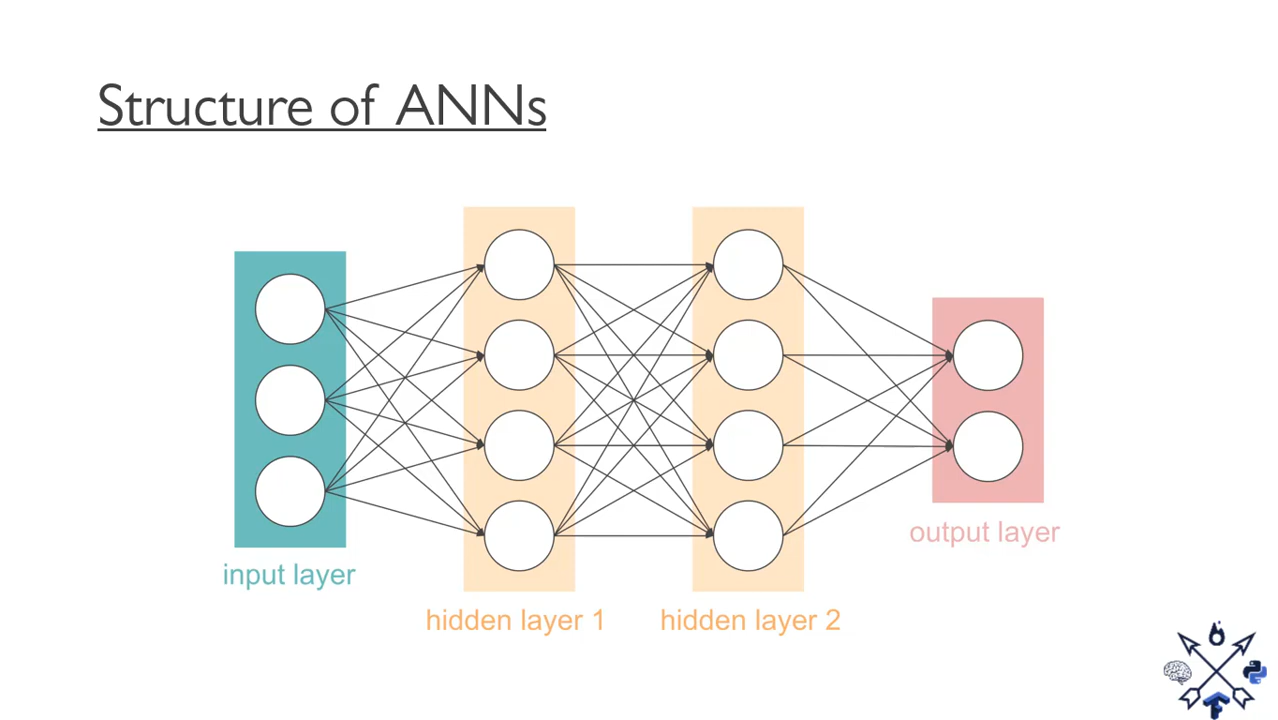 Structure of ANNs
input layer
hidden layer 1
hidden layer 2
output layer